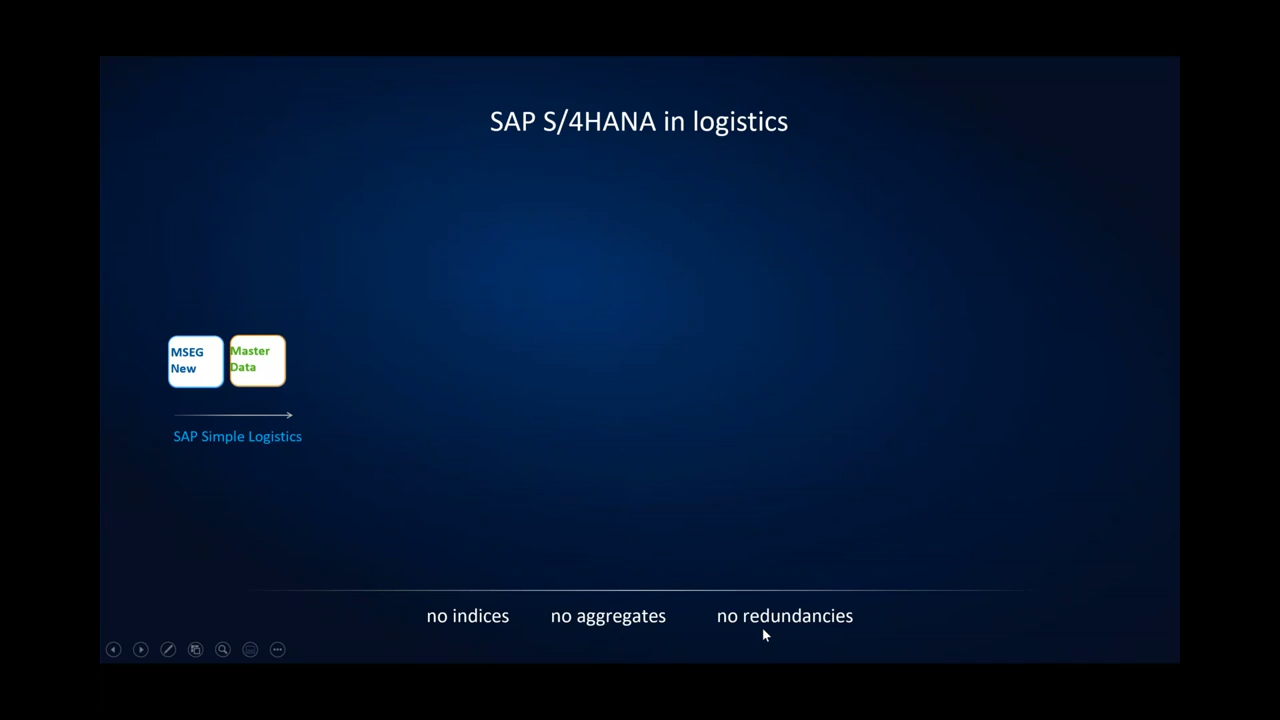 SAP S/4HANA in logistics
MSEG
New
Master
Data
SAP Simple Logistics
no indices no aggregates no redundancies